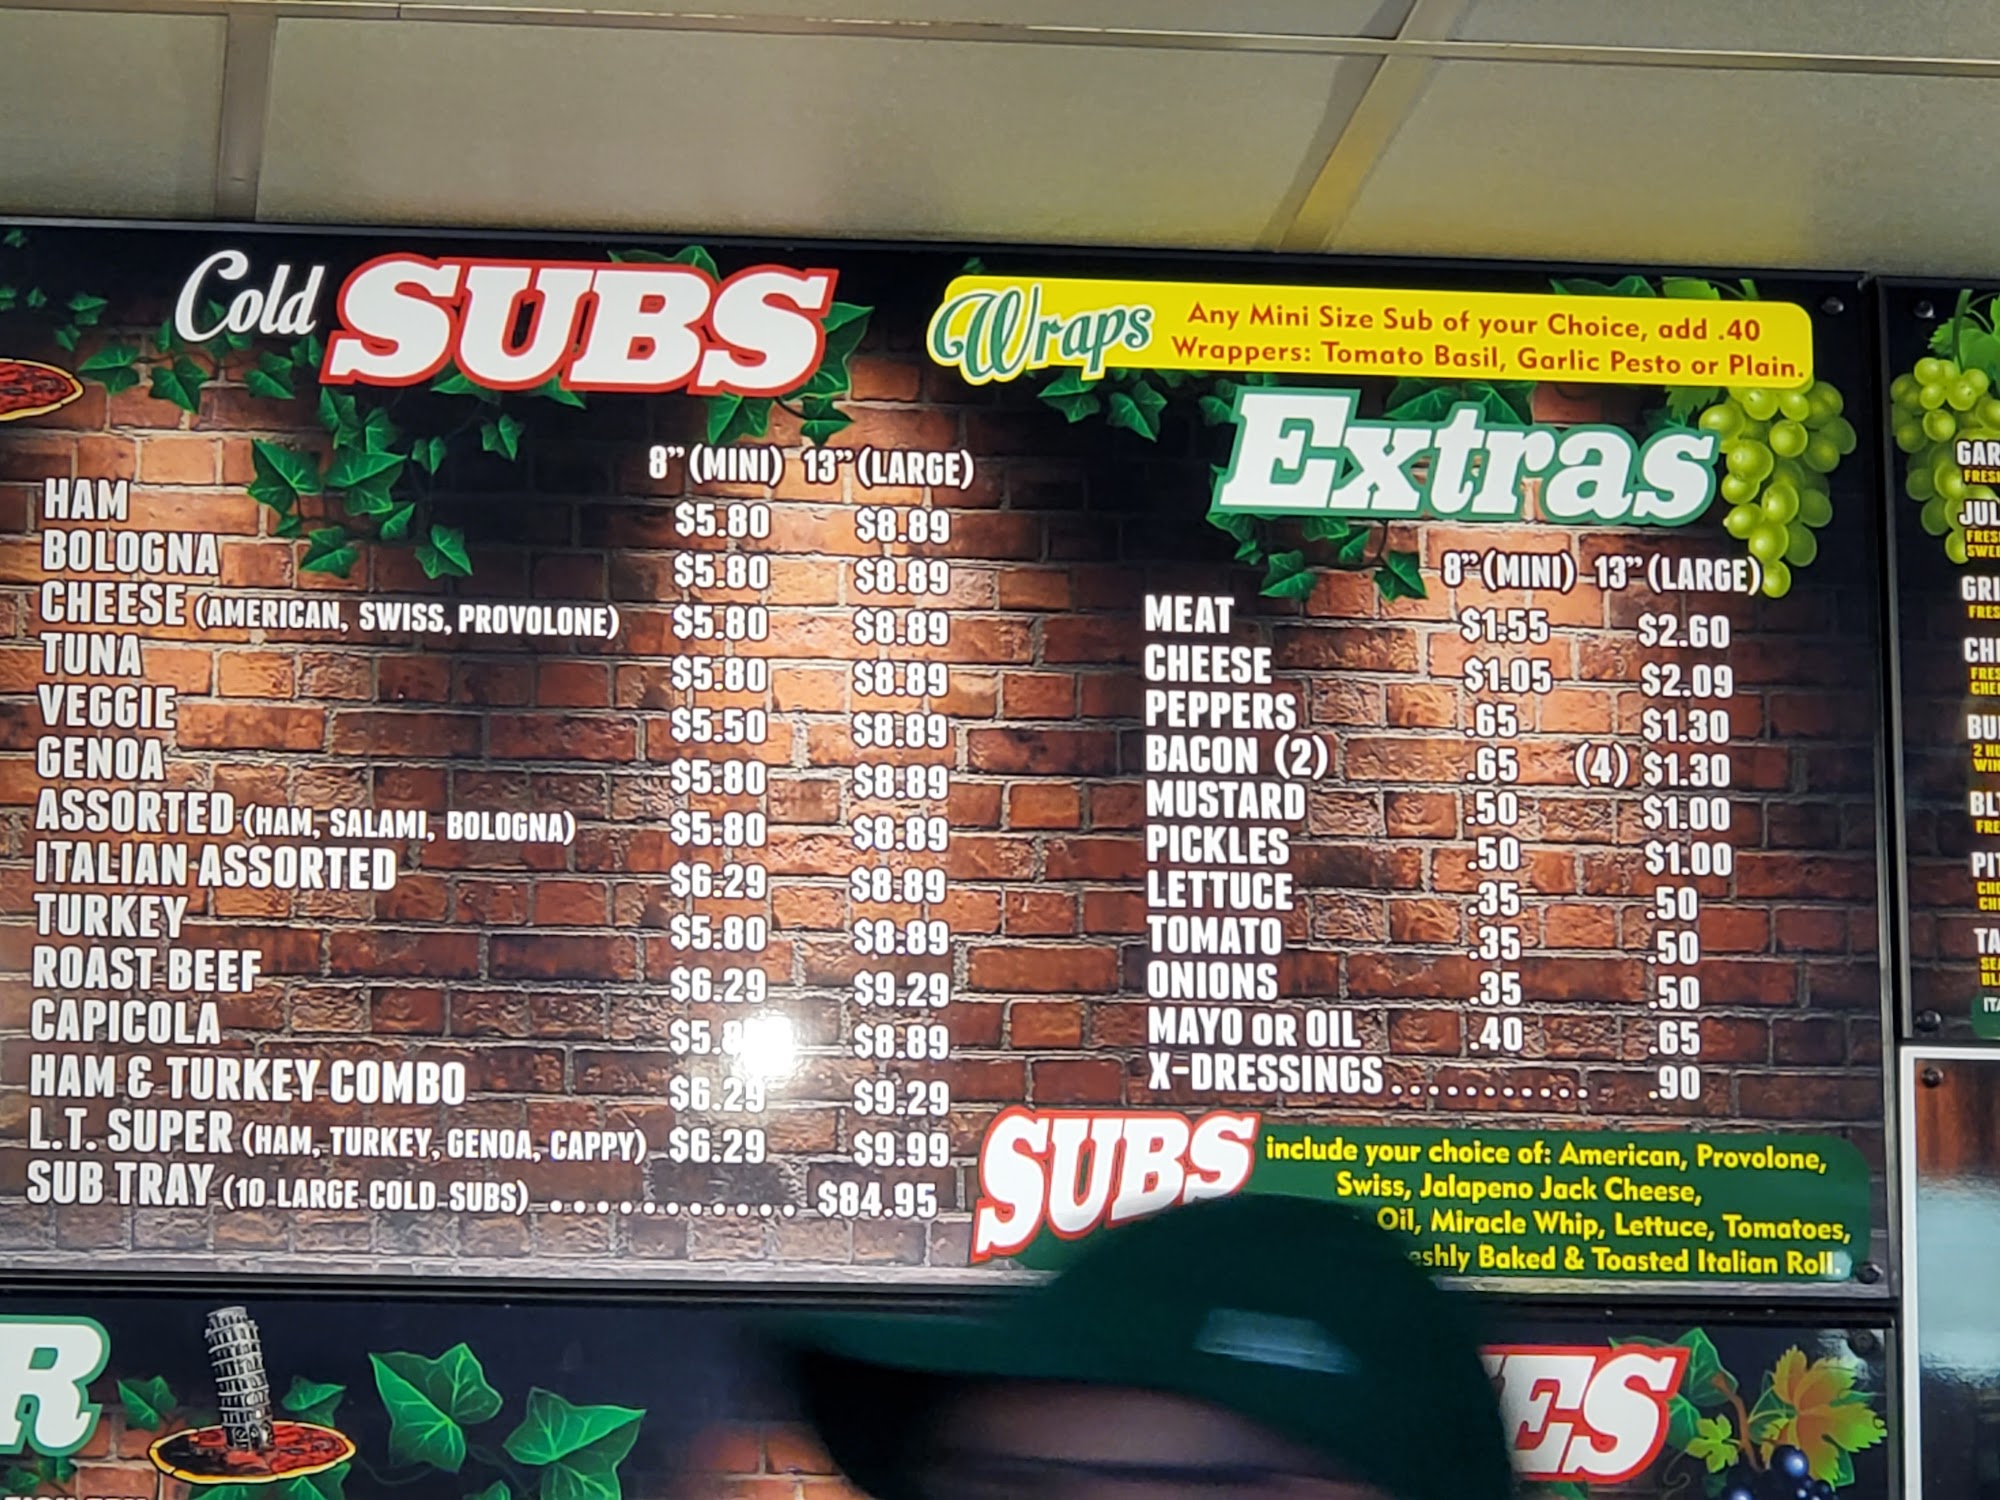 Cold SUBS
8" (MINI) 13" (LARGE)
HAM $5.80 $8.89
BOLOGNA $5.80 $8.89
CHEESE (AMERICAN, SWISS, PROVOLONE) $5.80 $8.89
TUNA $5.80 $8.89
VEGGIE $5.50 $8.89
GENOA $5.80 $8.89
ASSORTED (HAM, SALAMI, BOLOGNA) $5.80 $8.89
ITALIAN ASSORTED $6.29 $8.89
TURKEY $5.80 $8.89
ROAST BEEF $6.29 $9.29
CAPICOLA $8.89
HAM & TURKEY COMBO $6.29 $9.29
L.T. SUPER (HAM, TURKEY, GENOA, CAPPY) $6.29 $9.99
SUB TRAY (10 LARGE COLD SUBS) ........... $84.95
Wraps
Any Mini Size Sub of your Choice, add .40
Wrappers: Tomato Basil, Garlic Pesto or Plain.
Extras
8" (MINI) 13" (LARGE)
MEAT $1.55 $2.60
CHEESE $1.05 $2.09
PEPPERS .65 $1.30
BACON (2) .65 (4) $1.30
MUSTARD .50 $1.00
PICKLES .50 $1.00
LETTUCE .35 .50
TOMATO .35 .50
ONIONS .35 .50
MAYO OR OIL .40 .65
X-DRESSINGS ........... .90
SUBS include your choice of: American, Provolone,
Swiss, Jalapeno Jack Cheese,
Oil, Miracle Whip, Lettuce, Tomatoes,
Baked & Toasted Italian Roll.